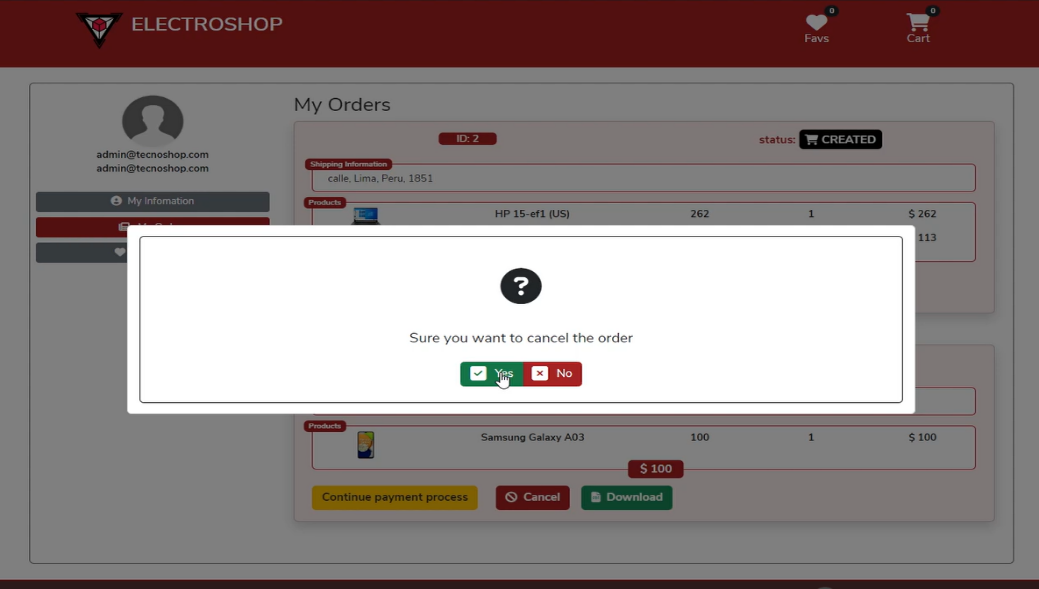 ELECTROSHOP
0
Favs
0
Cart
admin@tecnoshop.com
admin@tecnoshop.com
My Infomation
My Orders
ID: 2
status: CREATED
Shipping Information
calle, Lima, Peru, 1851
Products
HP 15-ef1 (US) 262 1 $ 262
113
Sure you want to cancel the order
Yes No
Products
Samsung Galaxy A03 100 1 $ 100
$ 100
Continue payment process Cancel Download